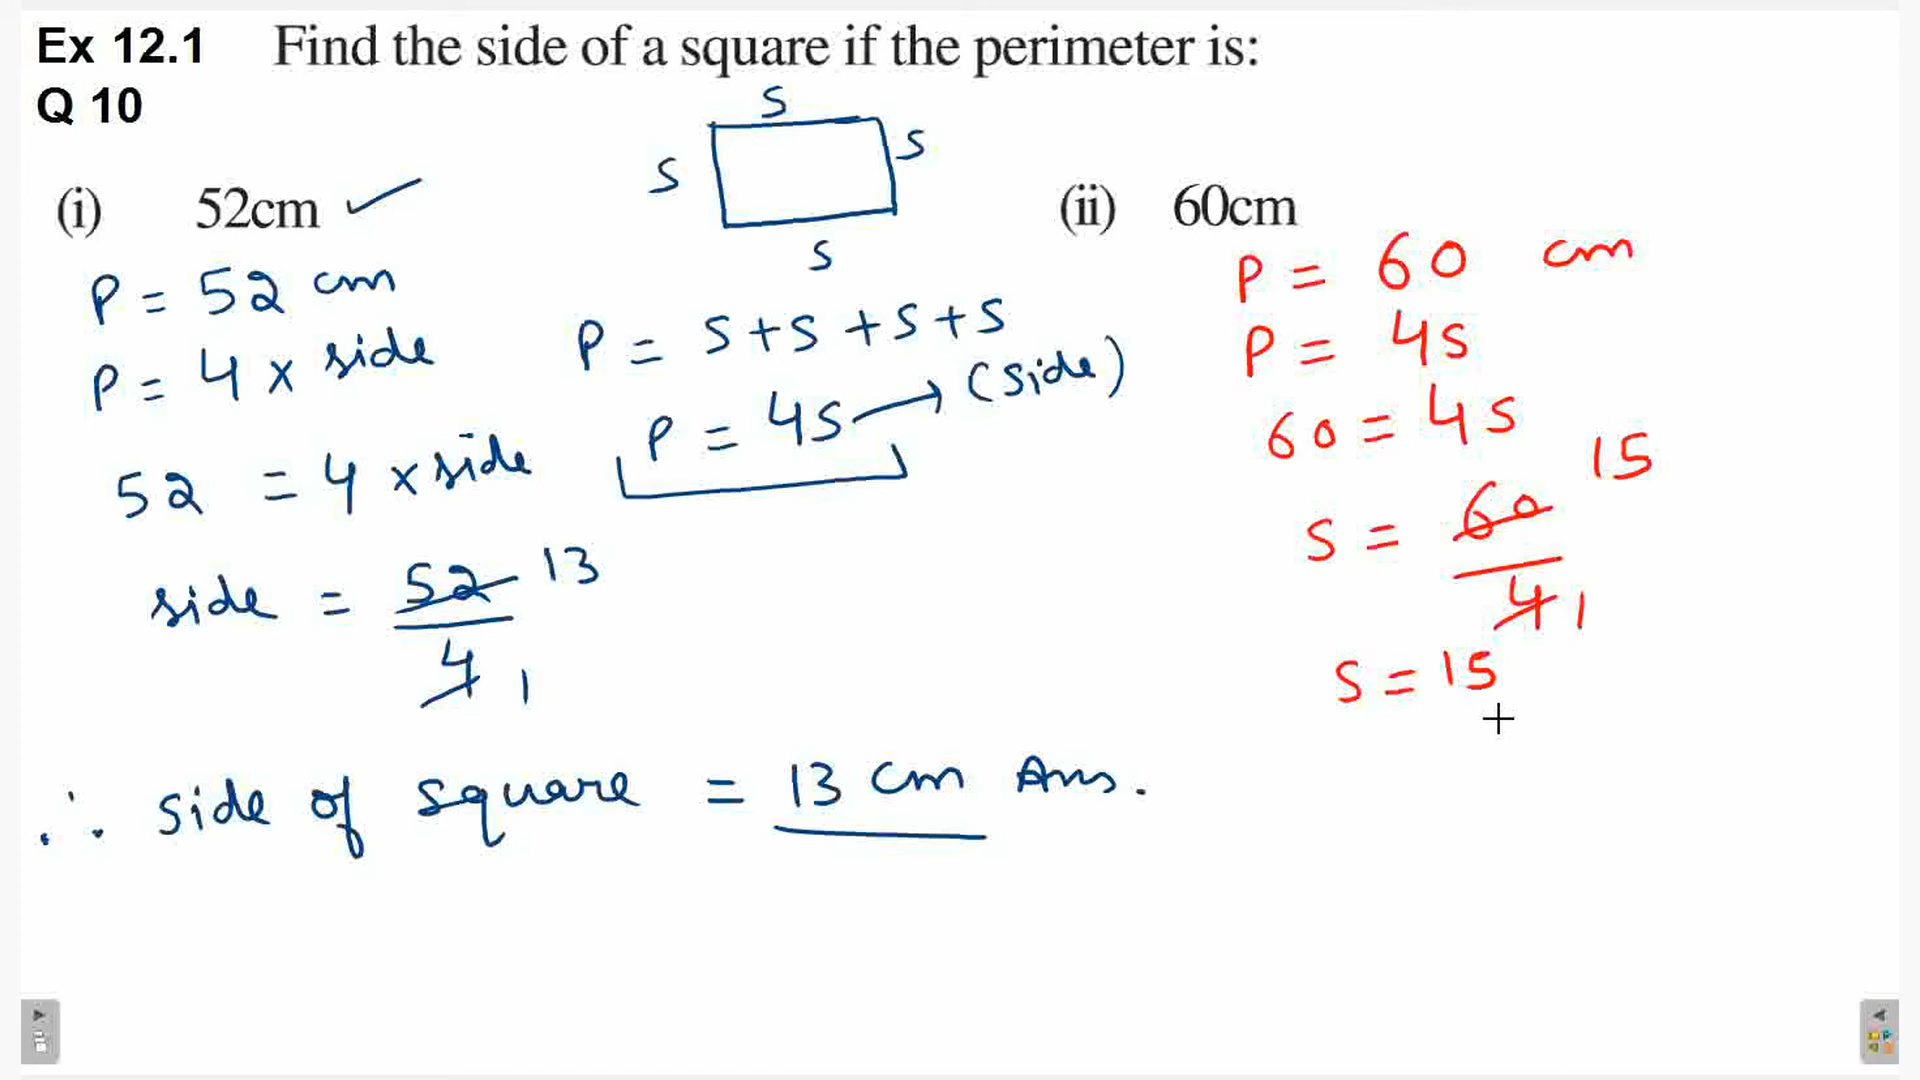 Ex 12.1 Find the side of a square if the perimeter is:
Q 10
S
S
S
S
(i) 52cm
P = 52 cm
P = 4 x side
52 = 4 x side
side = 52 13
4 1
P = S+S+S+S
P = 4S → (side)
(ii) 60cm
P = 60 cm
P = 4S
60 = 4S
15
S = 60
4 1
S = 15
∴ side of square = 13 cm Ans.